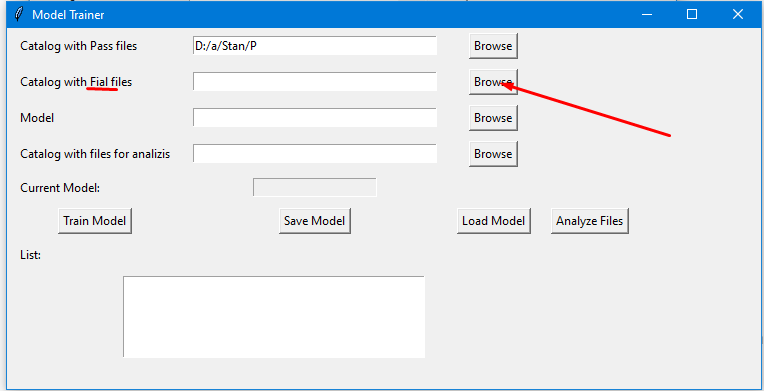 Model Trainer
Catalog with Pass files D:/a/Stan/P Browse
Catalog with Fial files Browse
Model Browse
Catalog with files for analizis Browse
Current Model:
Train Model Save Model Load Model Analyze Files
List: